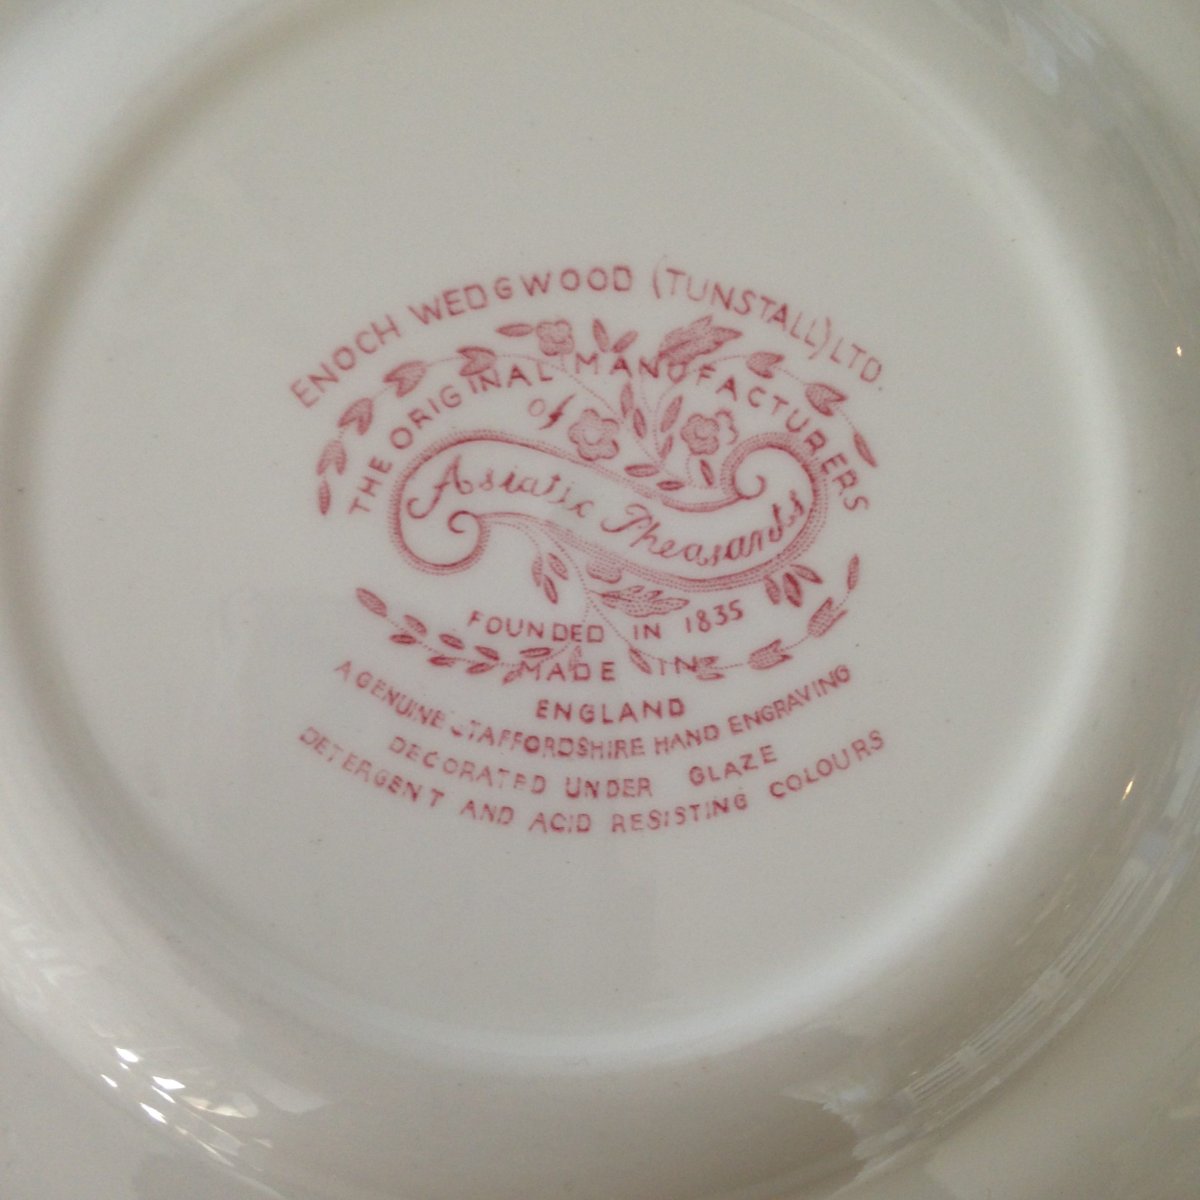 ENOCH WEDGWOOD (TUNSTALL) LTD.
THE ORIGINAL MANUFACTURERS
of
Asiatic Pheasants
FOUNDED IN 1835
MADE IN
ENGLAND
A GENUINE STAFFORDSHIRE HAND ENGRAVING
DECORATED UNDER GLAZE
DETERGENT AND ACID RESISTING COLOURS